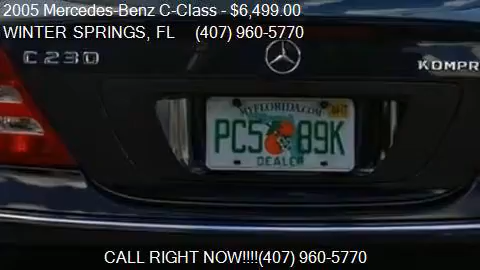 2005 Mercedes-Benz C-Class - $6,499.00
WINTER SPRINGS, FL (407) 960-5770
C 230
KOMPR
MYFLORIDA.COM
PC5 89K
DEALER
CALL RIGHT NOW!!!!(407) 960-5770